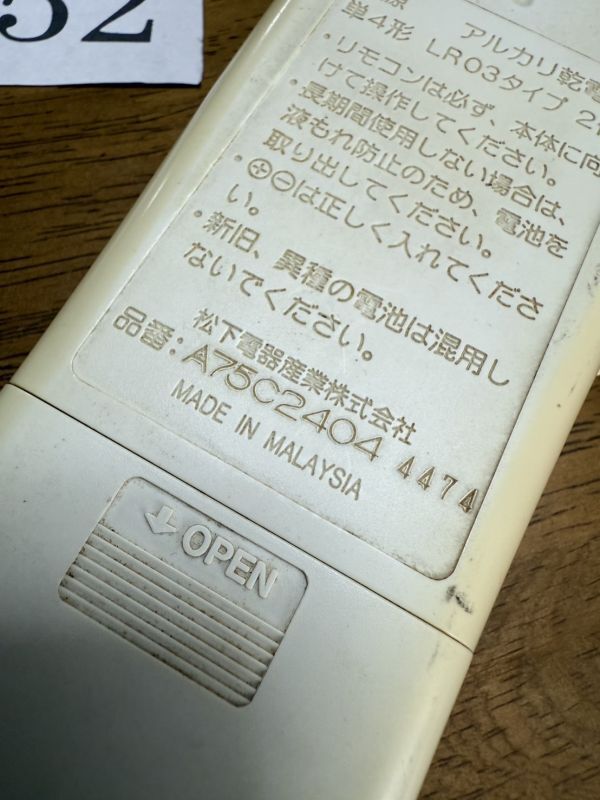 32
源 アルカリ乾電
単4形 LR03タイプ 2
・リモコンは必ず、本体に向
けて操作してください。
・長期間使用しない場合は、
液もれ防止のため、電池を
取り出してください。
・⊕⊖は正しく入れてくださ
い。
・新旧、異種の電池は混用し
ないでください。
松下電器産業株式会社
品番：A75C2404 4474
MADE IN MALAYSIA
OPEN